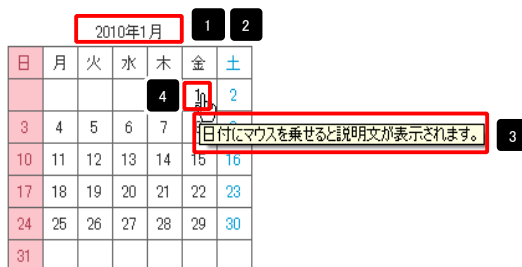 2010年1月 1 2
日 月 火 水 木 金 土
4 1 2
3 4 5 6 7
日付にマウスを乗せると説明文が表示されます。 3
10 11 12 13 14 15 16
17 18 19 20 21 22 23
24 25 26 27 28 29 30
31